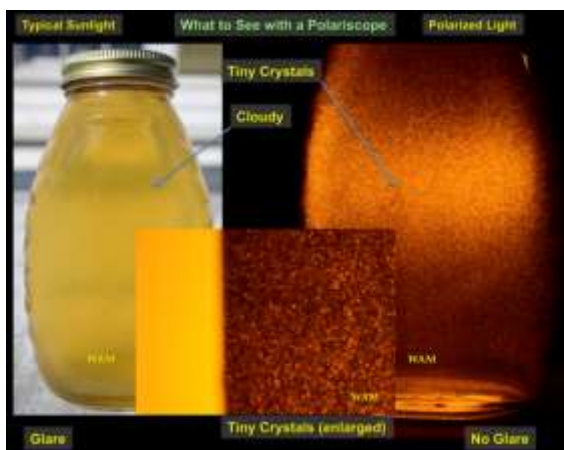 Typical Sunlight
What to See with a Polariscope
Polarized Light
Tiny Crystals
Cloudy
WAM
WAM
WAM
Tiny Crystals (enlarged)
Glare
No Glare